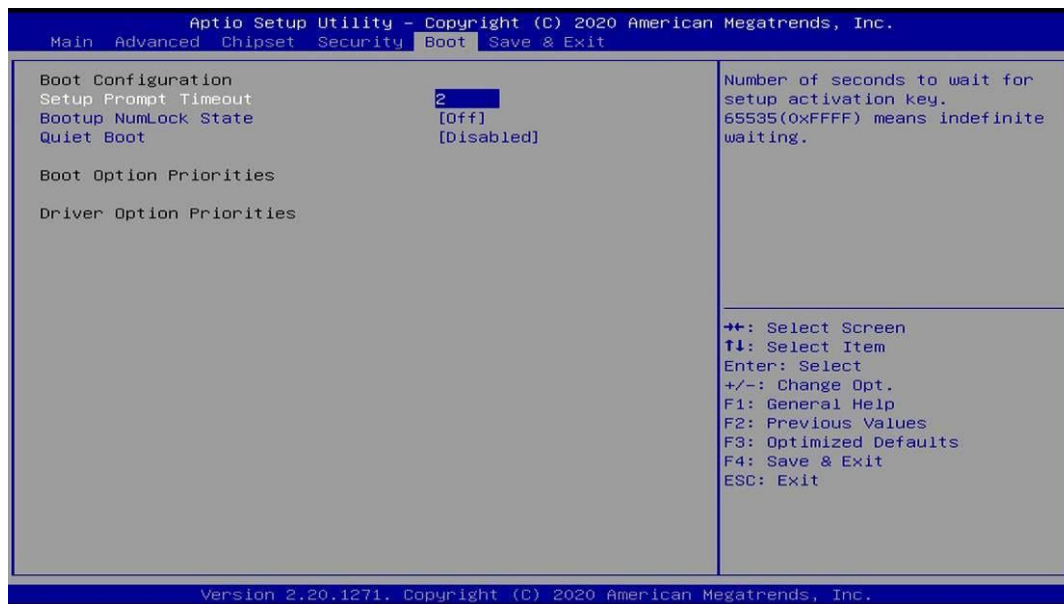 Aptio Setup Utility – Copyright (C) 2020 American Megatrends, Inc.
Main Advanced Chipset Security Boot Save & Exit
Boot Configuration
Setup Prompt Timeout 2
Bootup NumLock State [Off]
Quiet Boot [Disabled]
Boot Option Priorities
Driver Option Priorities
Number of seconds to wait for
setup activation key.
65535(0xFFFF) means indefinite
waiting.
→←: Select Screen
↑↓: Select Item
Enter: Select
+/-: Change Opt.
F1: General Help
F2: Previous Values
F3: Optimized Defaults
F4: Save & Exit
ESC: Exit
Version 2.20.1271. Copyright (C) 2020 American Megatrends, Inc.